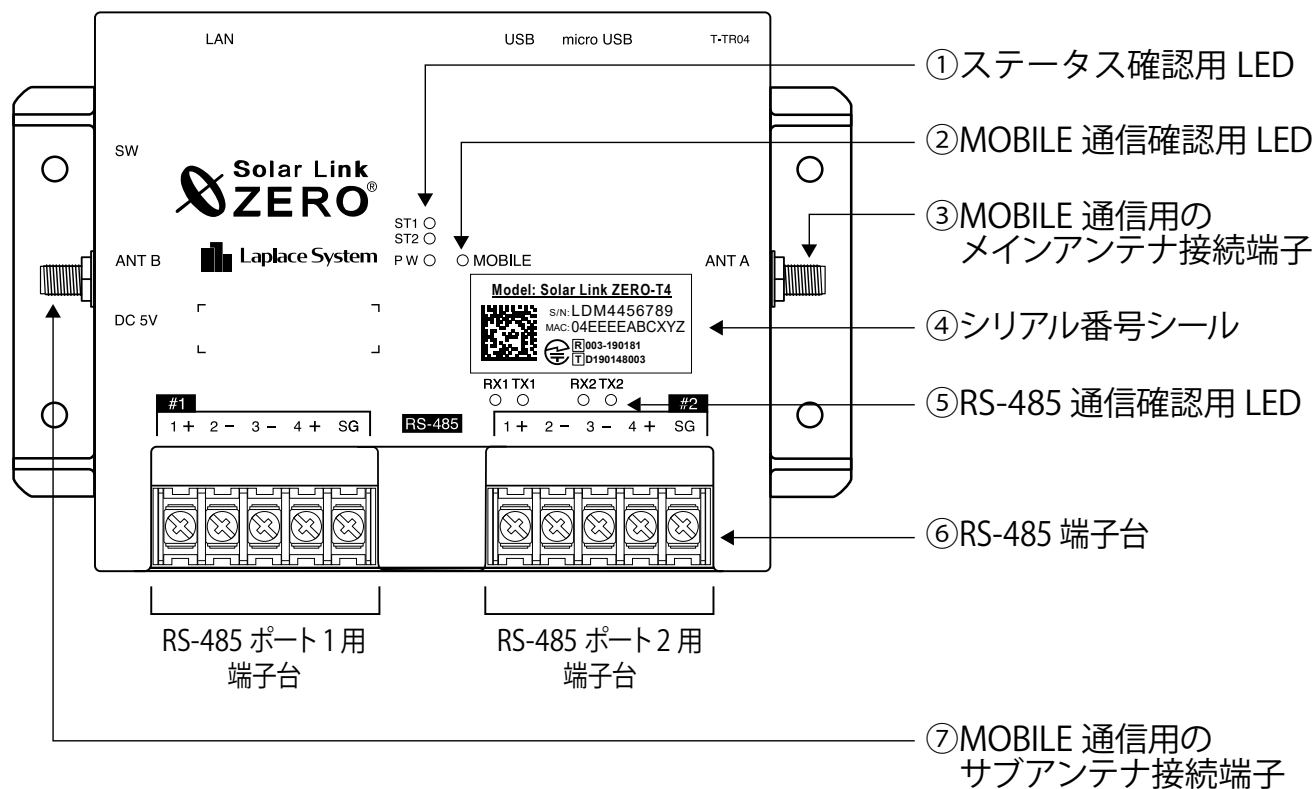 LAN
USB
micro USB
T-TR04
①ステータス確認用 LED
②MOBILE 通信確認用 LED
SW
Solar Link
ZERO®
③MOBILE 通信用の
メインアンテナ接続端子
ST1
ST2
PW
MOBILE
ANT B
Laplace System
ANT A
Model: Solar Link ZERO-T4
S/N: LDM4456789
MAC: 04EEEEABCXYZ
R 003-190181
T D190148003
④シリアル番号シール
DC 5V
RX1 TX1
RX2 TX2
⑤RS-485 通信確認用 LED
#1
RS-485
#2
1 + 2 − 3 − 4 + SG
1 + 2 − 3 − 4 + SG
⑥RS-485 端子台
RS-485 ポート 1 用
端子台
RS-485 ポート 2 用
端子台
⑦MOBILE 通信用の
サブアンテナ接続端子